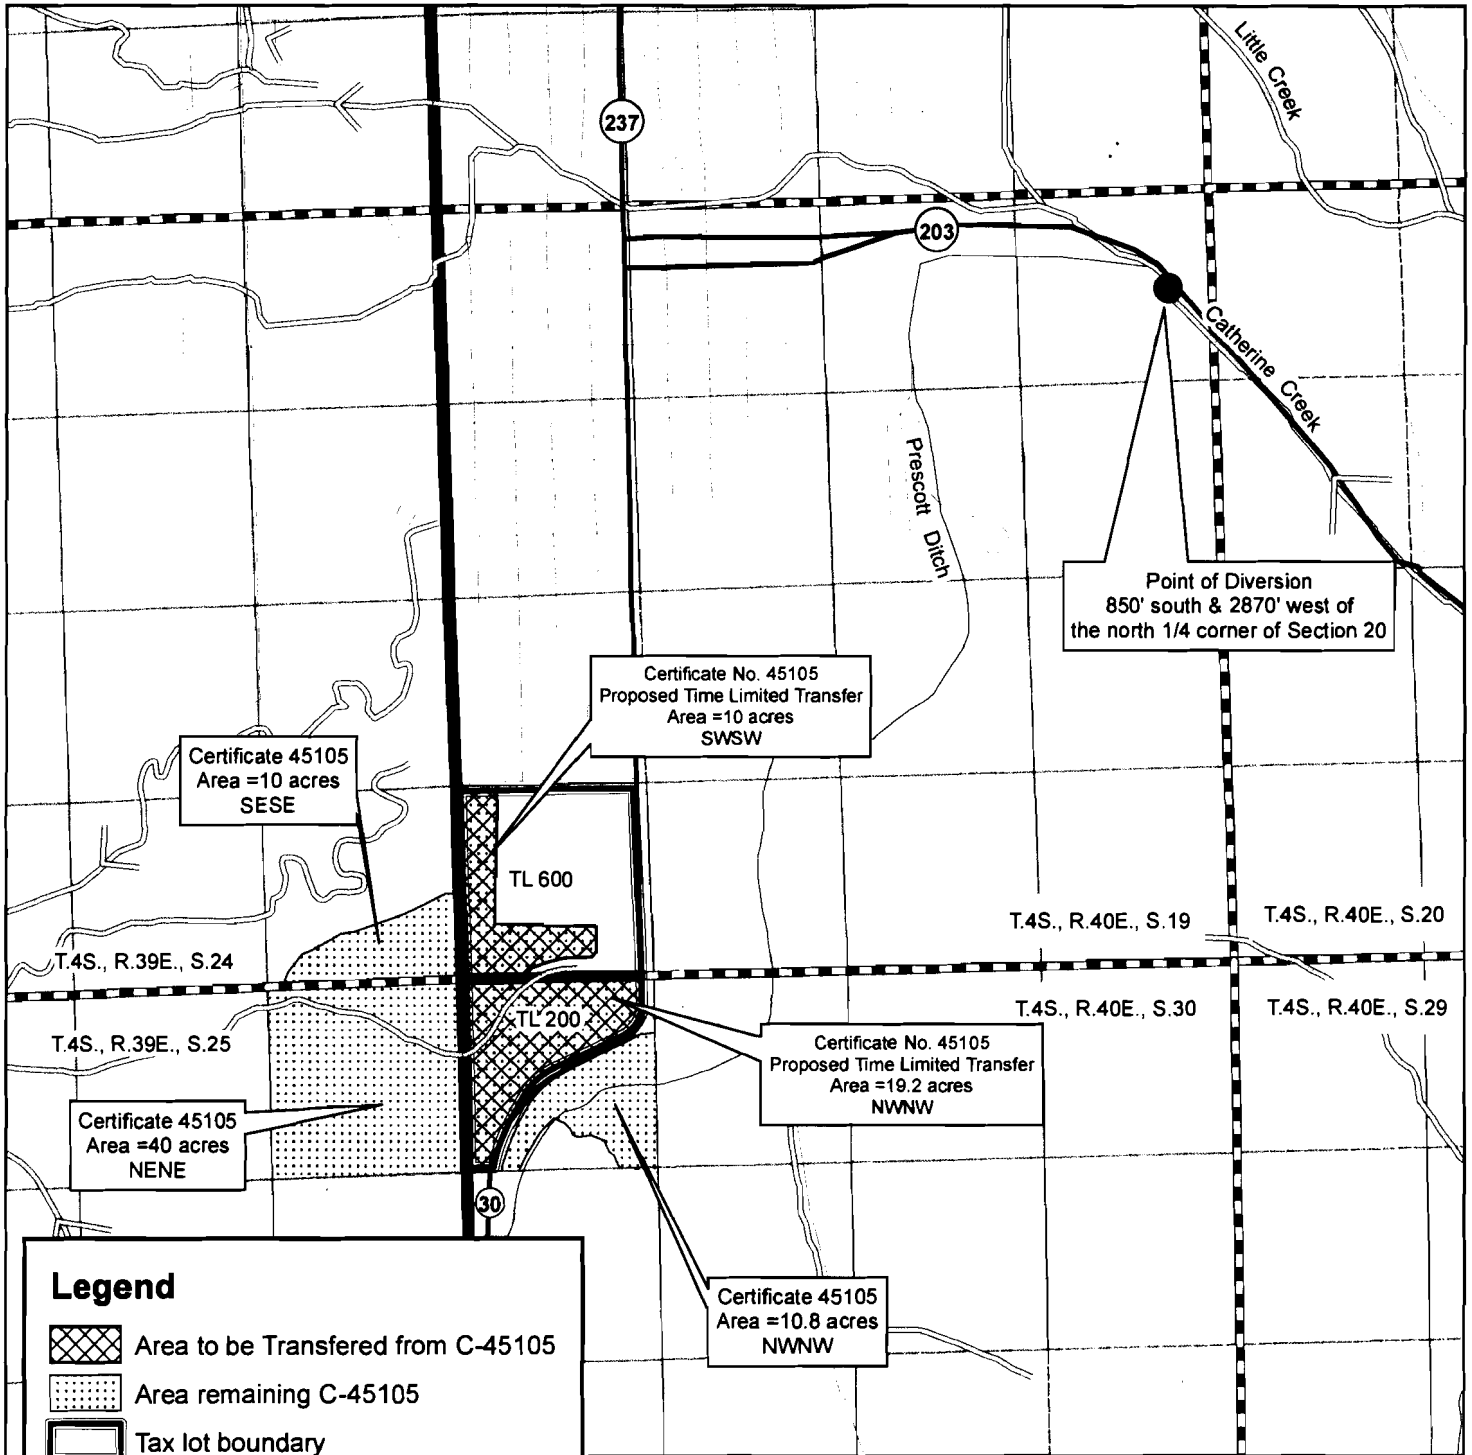 Little Creek
237
203
Catherine Creek
Prescott Ditch
Point of Diversion
850' south & 2870' west of
the north 1/4 corner of Section 20
Certificate No. 45105
Proposed Time Limited Transfer
Area =10 acres
SWSW
Certificate 45105
Area =10 acres
SESE
TL 600
T.4S., R.40E., S.19
T.4S., R.40E., S.20
T.4S., R.39E., S.24
TL 200
T.4S., R.40E., S.30
T.4S., R.40E., S.29
T.4S., R.39E., S.25
Certificate No. 45105
Proposed Time Limited Transfer
Area =19.2 acres
NWNW
Certificate 45105
Area =40 acres
NENE
30
Certificate 45105
Area =10.8 acres
NWNW
Legend
Area to be Transfered from C-45105
Area remaining C-45105
Tax lot boundary